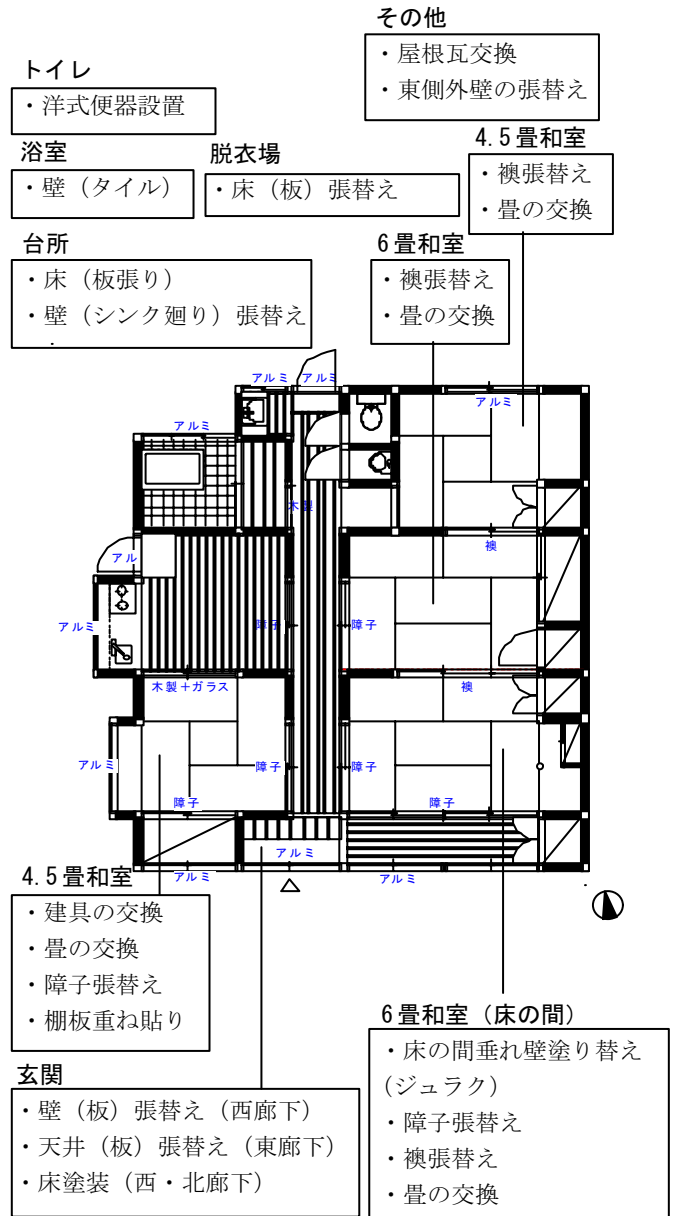 その他
・屋根瓦交換
・東側外壁の張替え
トイレ
・洋式便器設置
浴室
・壁（タイル）
脱衣場
・床（板）張替え
4.5畳和室
・襖張替え
・畳の交換
台所
・床（板張り）
・壁（シンク廻り）張替え
6畳和室
・襖張替え
・畳の交換
アルミ
アルミ
アルミ
アルミ
木製
アル
襖
アルミ
障子
障子
木製＋ガラス
襖
アルミ
障子
障子
障子
障子
アルミ
アルミ
アルミ
4.5畳和室
・建具の交換
・畳の交換
・障子張替え
・棚板重ね貼り
玄関
・壁（板）張替え（西廊下）
・天井（板）張替え（東廊下）
・床塗装（西・北廊下）
6畳和室（床の間）
・床の間垂れ壁塗り替え
（ジュラク）
・障子張替え
・襖張替え
・畳の交換